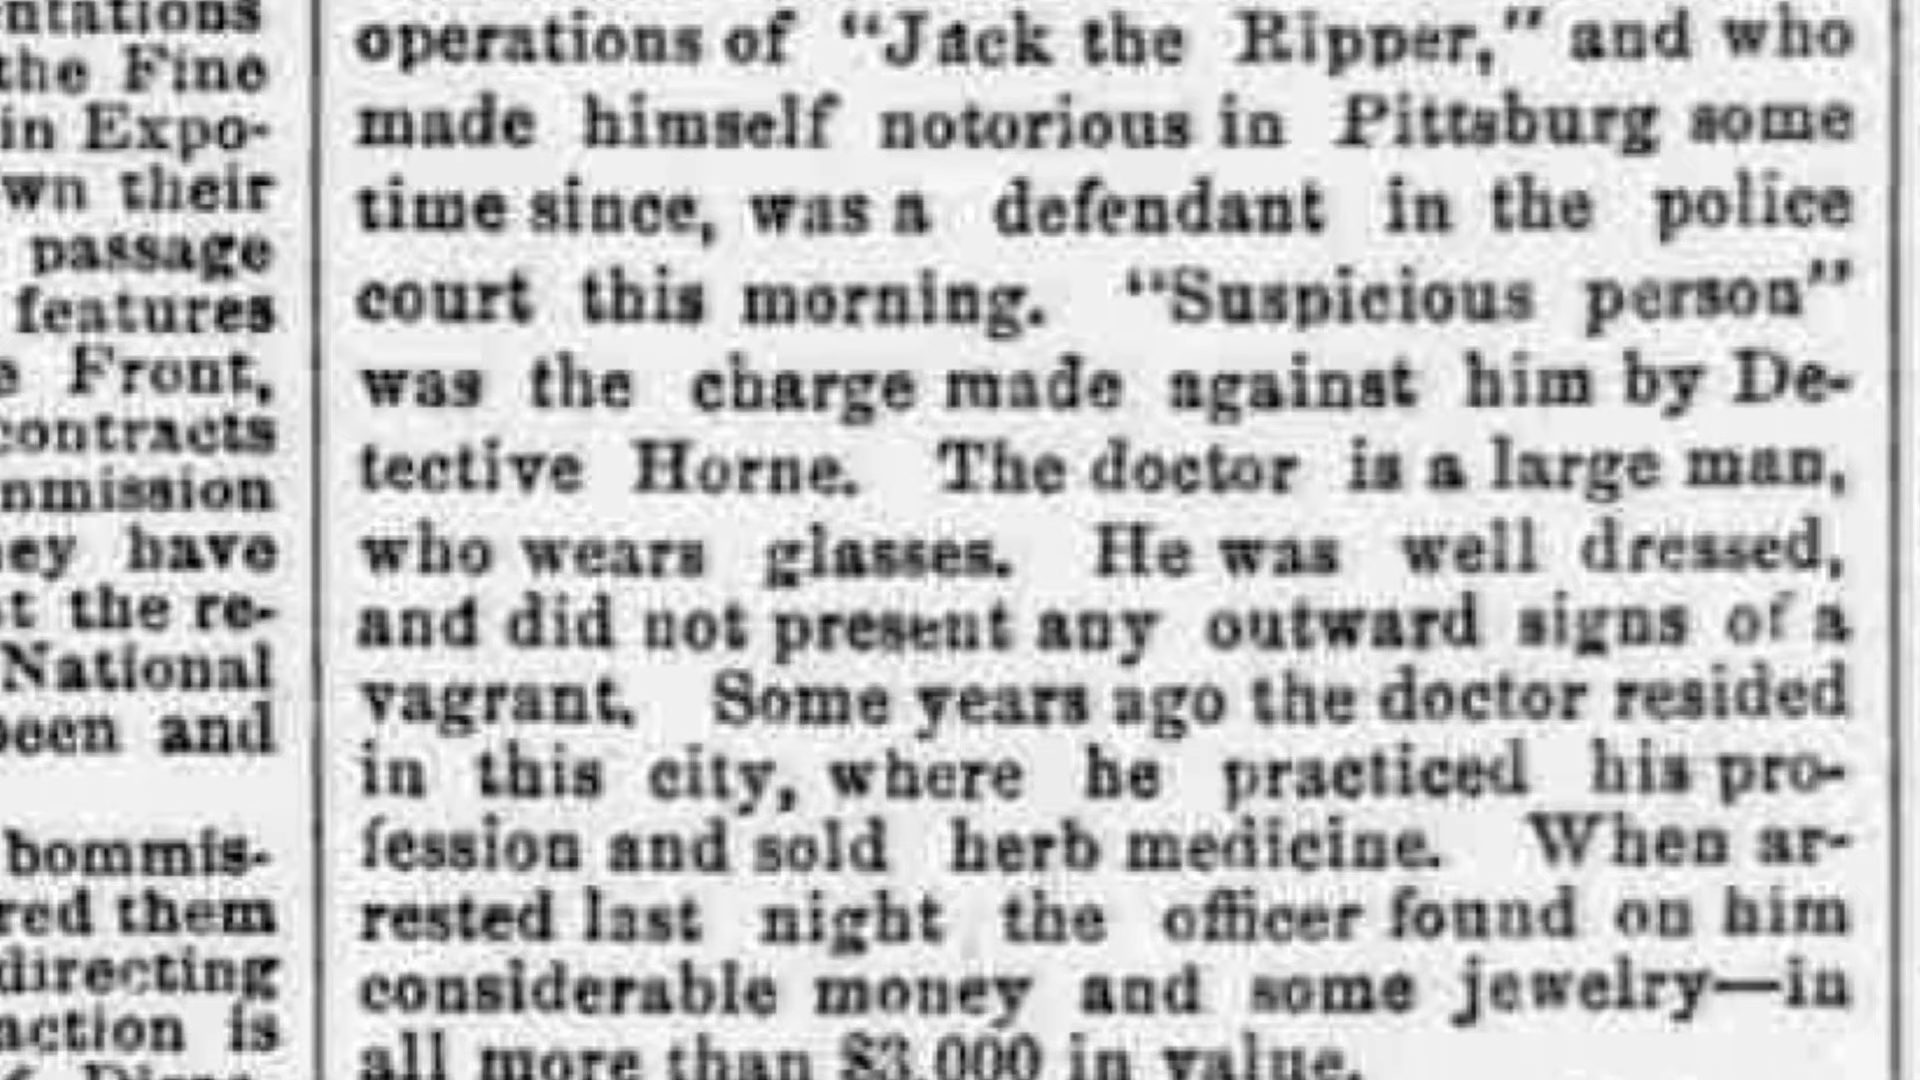 ntations
the Fine
in Expo-
wn their
passage
features
e Front,
contracts
nmission
ey have
t the re-
National
been and
bommis-
red them
directing
action is
operations of "Jack the Ripper," and who
made himself notorious in Pittsburg some
time since, was a defendant in the police
court this morning. "Suspicious person"
was the charge made against him by De-
tective Horne. The doctor is a large man,
who wears glasses. He was well dressed,
and did not present any outward signs of a
vagrant. Some years ago the doctor resided
in this city, where he practiced his pro-
fession and sold herb medicine. When ar-
rested last night the officer found on him
considerable money and some jewelry—in
all more than $3,000 in value.